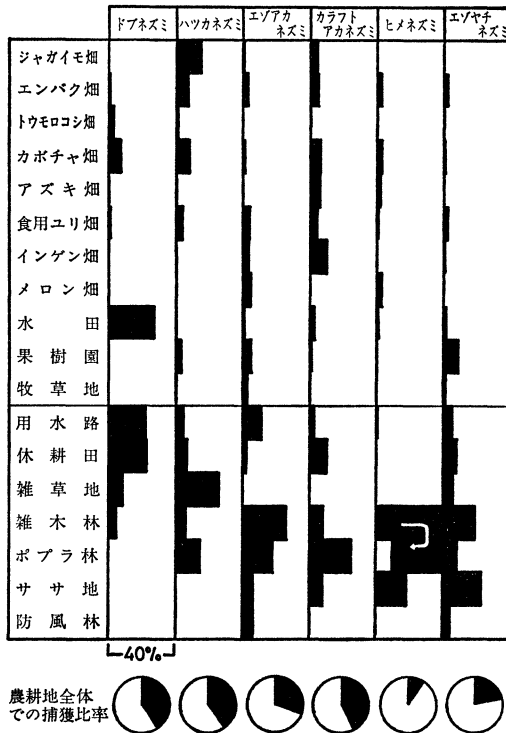 ドブネズミ ハツカネズミ エゾアカネズミ カラフトアカネズミ ヒメネズミ エゾヤチネズミ
ジャガイモ畑
エンバク畑
トウモロコシ畑
カボチャ畑
アズキ畑
食用ユリ畑
インゲン畑
メロン畑
水田
果樹園
牧草地
用水路
休耕田
雑草地
雑木林
ポプラ林
ササ地
防風林
40%
農耕地全体
での捕獲比率